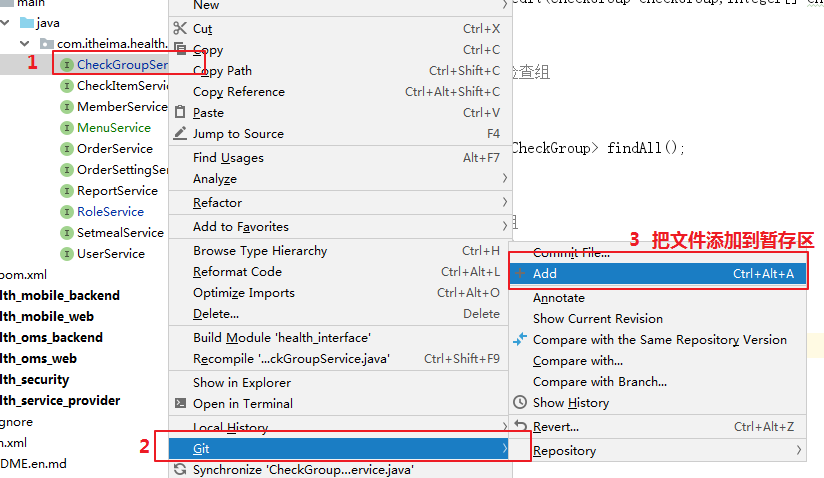 main
java
com.itheima.health.
1
CheckGroupSer
CheckItemService
MemberService
MenuService
OrderService
OrderSettingSer
ReportService
RoleService
SetmealService
UserService
pom.xml
lth_mobile_backend
lth_mobile_web
lth_oms_backend
lth_oms_web
lth_security
lth_service_provider
gnore
n.xml
DME.en.md
New
Cut Ctrl+X
Copy Ctrl+C
Copy Path Ctrl+Shift+C
Copy Reference Ctrl+Alt+Shift+C
Paste Ctrl+V
Jump to Source F4
Find Usages Alt+F7
Analyze
Refactor
Add to Favorites
Browse Type Hierarchy Ctrl+H
Reformat Code Ctrl+Alt+L
Optimize Imports Ctrl+Alt+O
Delete... Delete
Build Module 'health_interface'
Recompile '...ckGroupService.java' Ctrl+Shift+F9
Show in Explorer
Open in Terminal
Local History
2
Git
Synchronize 'CheckGroup...ervice.java'
检查组
CheckGroup> findAll();
组
3 把文件添加到暂存区
Commit File...
Add Ctrl+Alt+A
Annotate
Show Current Revision
Compare with the Same Repository Version
Compare with...
Compare with Branch...
Show History
Revert... Ctrl+Alt+Z
Repository